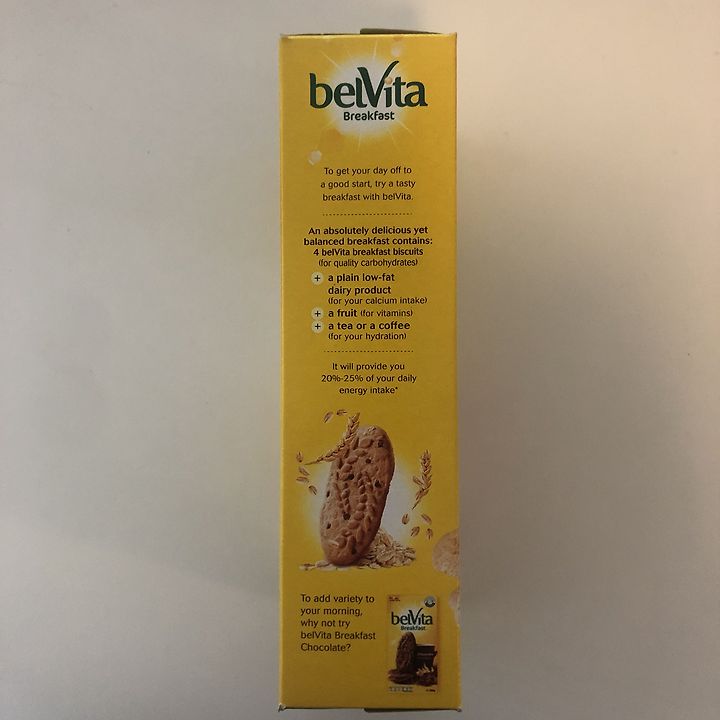 belVita
Breakfast
To get your day off to
a good start, try a tasty
breakfast with belVita.
An absolutely delicious yet
balanced breakfast contains:
4 belVita breakfast biscuits
(for quality carbohydrates)
+ a plain low-fat
dairy product
(for your calcium intake)
+ a fruit (for vitamins)
+ a tea or a coffee
(for your hydration)
It will provide you
20%-25% of your daily
energy intake*
To add variety to
your morning,
why not try
belVita Breakfast
Chocolate?
belVita
Breakfast